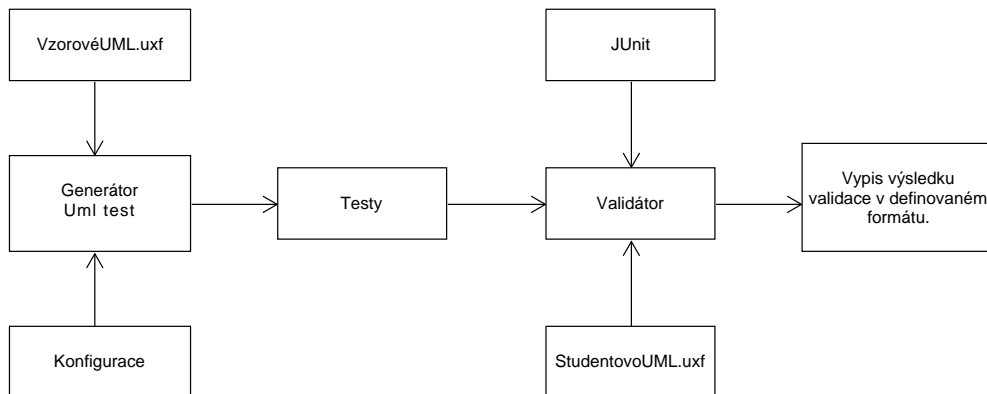 VzorovéUML.uxf
JUnit
Generátor
Uml test
Testy
Validátor
Vypis výsledku
validace v definovaném
formátu.
Konfigurace
StudentovoUML.uxf